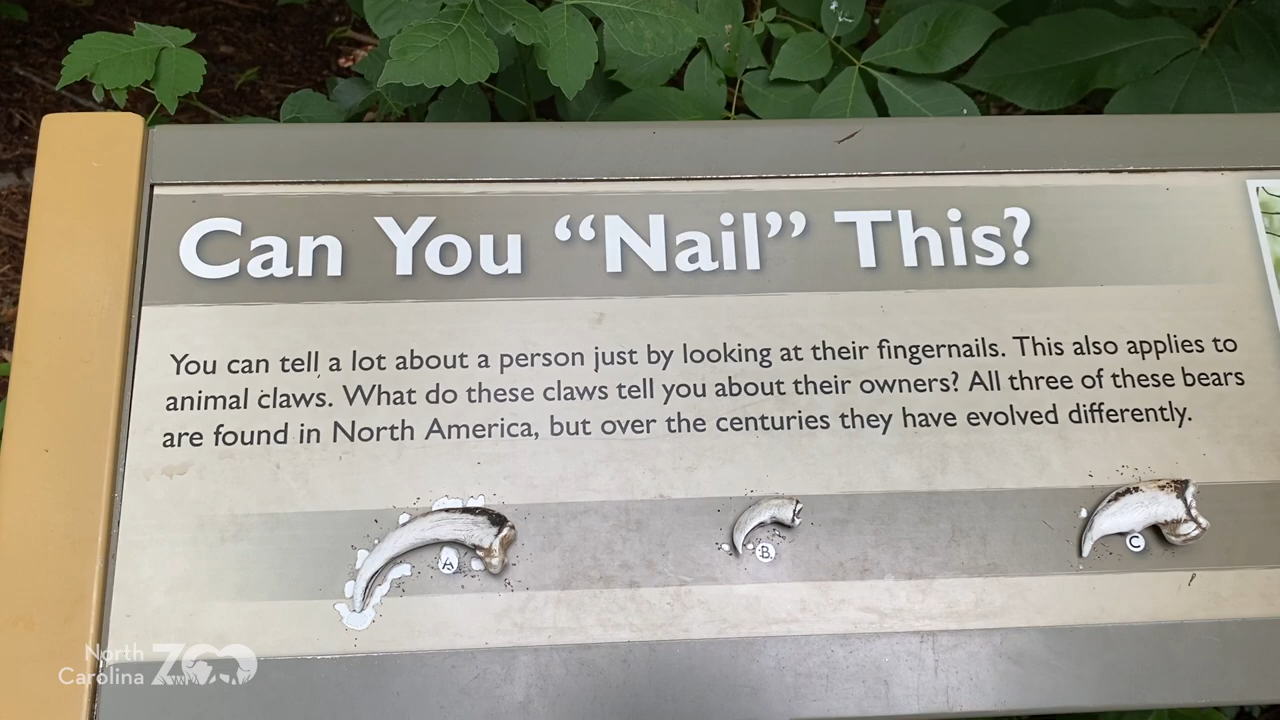 Can You “Nail” This?
You can tell a lot about a person just by looking at their fingernails. This also applies to
animal claws. What do these claws tell you about their owners? All three of these bears
are found in North America, but over the centuries they have evolved differently.
A
B
C
North
Carolina ZOO